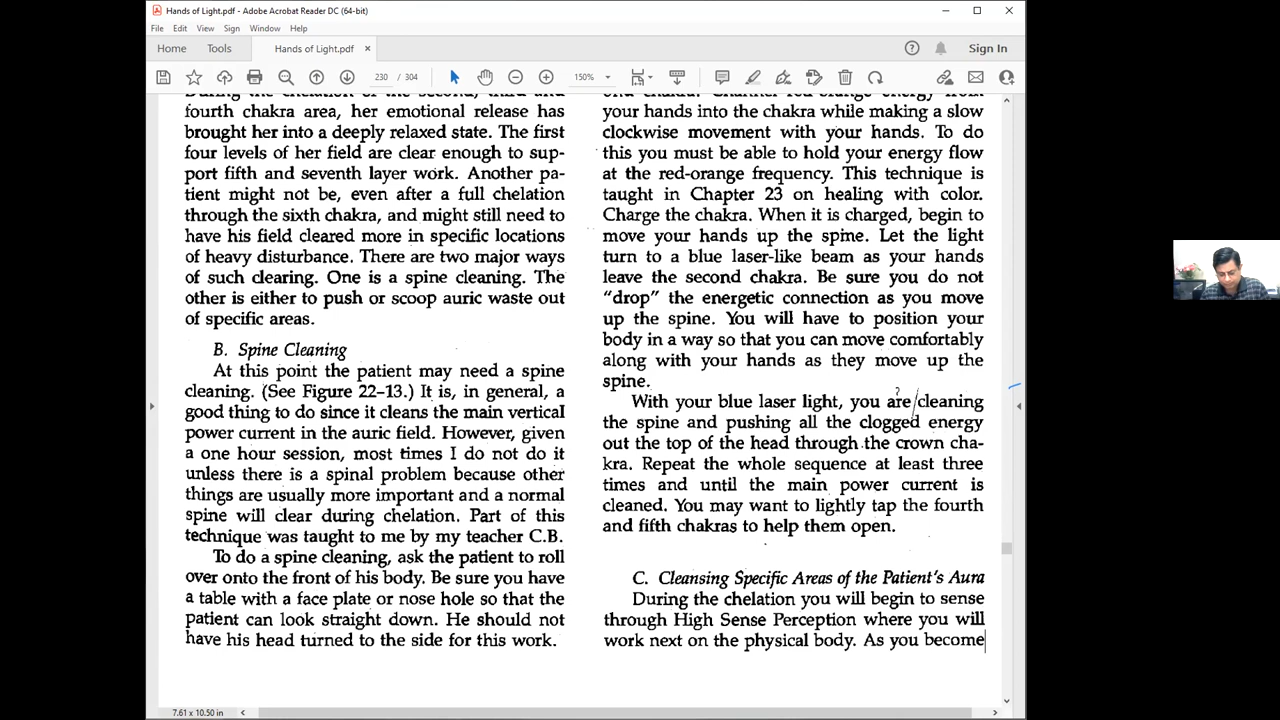 Hands of Light.pdf - Adobe Acrobat Reader DC (64-bit)
File Edit View Sign Window Help
Home Tools Hands of Light.pdf × Sign In
230 / 304 150%
fourth chakra area, her emotional release has
brought her into a deeply relaxed state. The first
four levels of her field are clear enough to sup-
port fifth and seventh layer work. Another pa-
tient might not be, even after a full chelation
through the sixth chakra, and might still need to
have his field cleared more in specific locations
of heavy disturbance. There are two major ways
of such clearing. One is a spine cleaning. The
other is either to push or scoop auric waste out
of specific areas.
B. Spine Cleaning
At this point the patient may need a spine
cleaning. (See Figure 22–13.) It is, in general, a
good thing to do since it cleans the main vertical
power current in the auric field. However, given
a one hour session, most times I do not do it
unless there is a spinal problem because other
things are usually more important and a normal
spine will clear during chelation. Part of this
technique was taught to me by my teacher C.B.
To do a spine cleaning, ask the patient to roll
over onto the front of his body. Be sure you have
a table with a face plate or nose hole so that the
patient can look straight down. He should not
have his head turned to the side for this work.
your hands into the chakra while making a slow
clockwise movement with your hands. To do
this you must be able to hold your energy flow
at the red-orange frequency. This technique is
taught in Chapter 23 on healing with color.
Charge the chakra. When it is charged, begin to
move your hands up the spine. Let the light
turn to a blue laser-like beam as your hands
leave the second chakra. Be sure you do not
“drop” the energetic connection as you move
up the spine. You will have to position your
body in a way so that you can move comfortably
along with your hands as they move up the
spine.
With your blue laser light, you are cleaning
the spine and pushing all the clogged energy
out the top of the head through the crown cha-
kra. Repeat the whole sequence at least three
times and until the main power current is
cleaned. You may want to lightly tap the fourth
and fifth chakras to help them open.
C. Cleansing Specific Areas of the Patient's Aura
During the chelation you will begin to sense
through High Sense Perception where you will
work next on the physical body. As you become
7.61 x 10.50 in